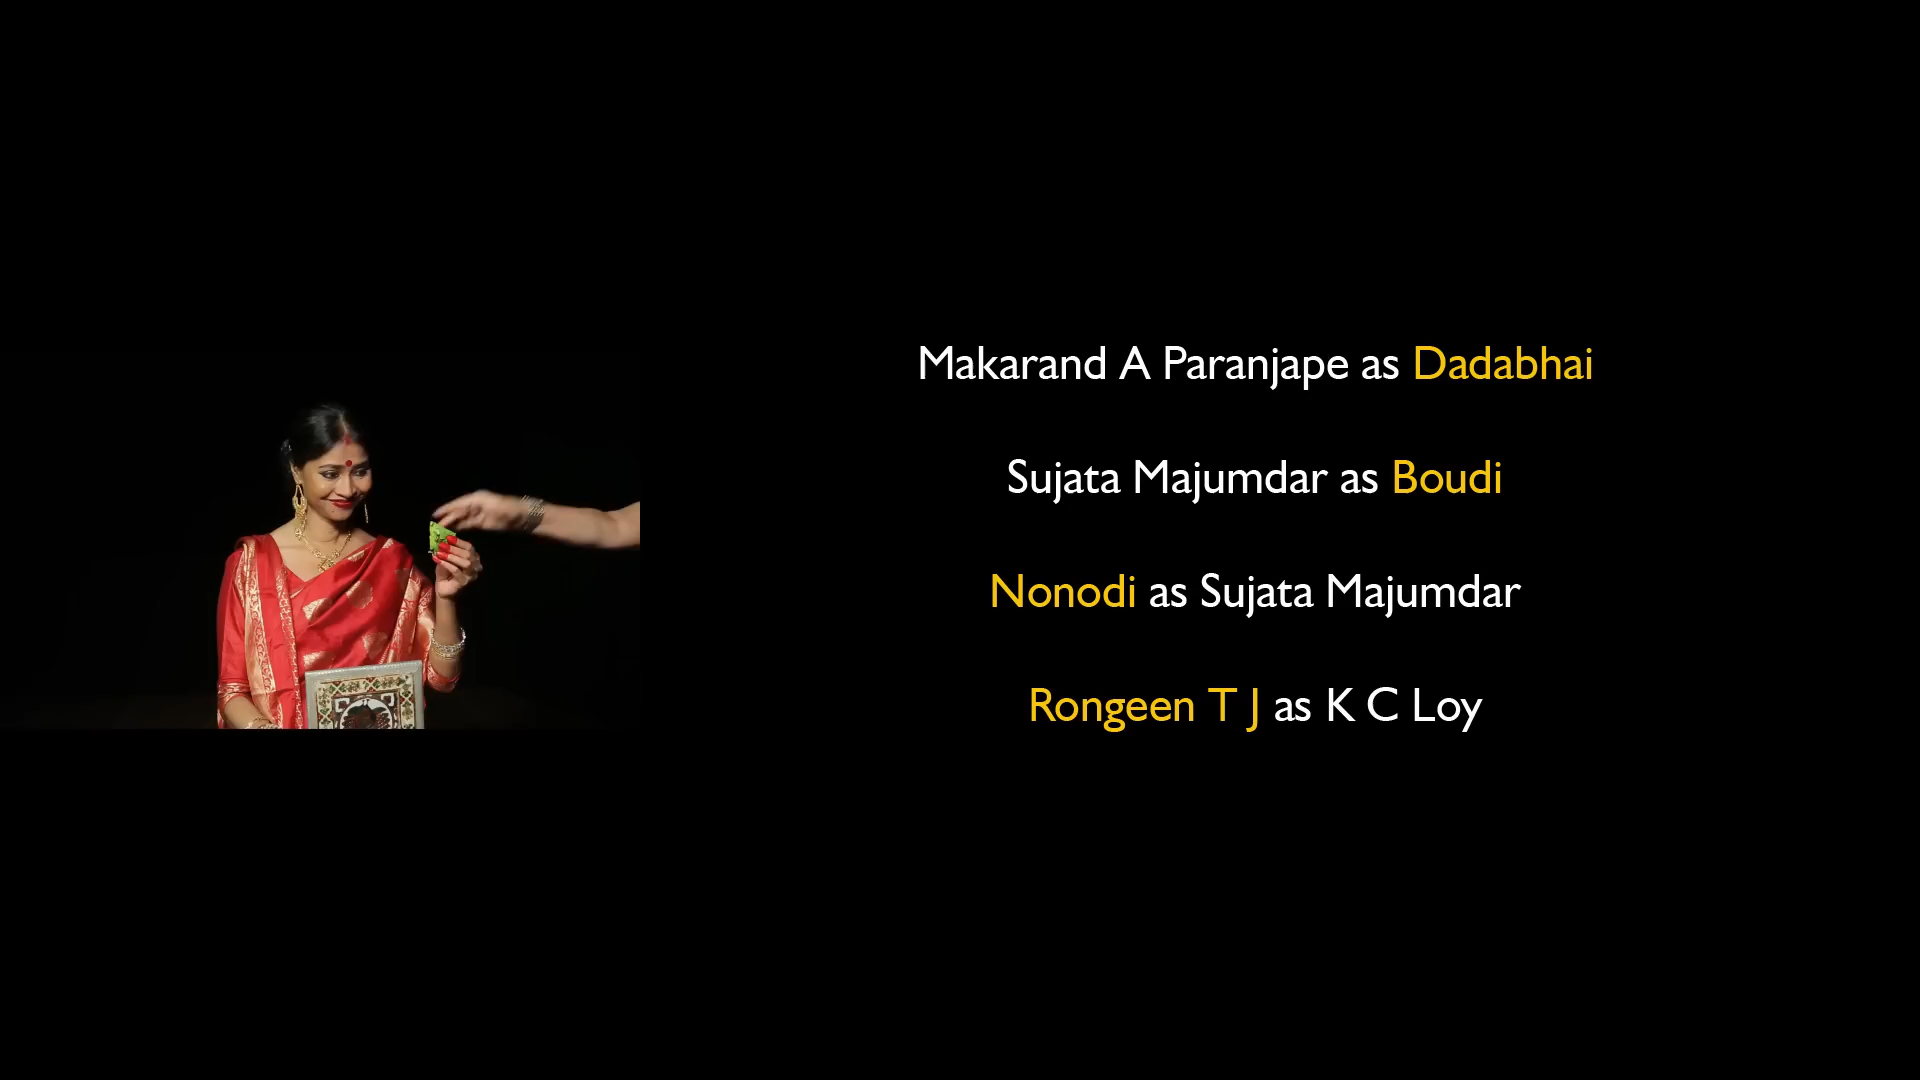 Makarand A Paranjape as Dadabhai
Sujata Majumdar as Boudi
Nonodi as Sujata Majumdar
Rongeen T J as K C Loy